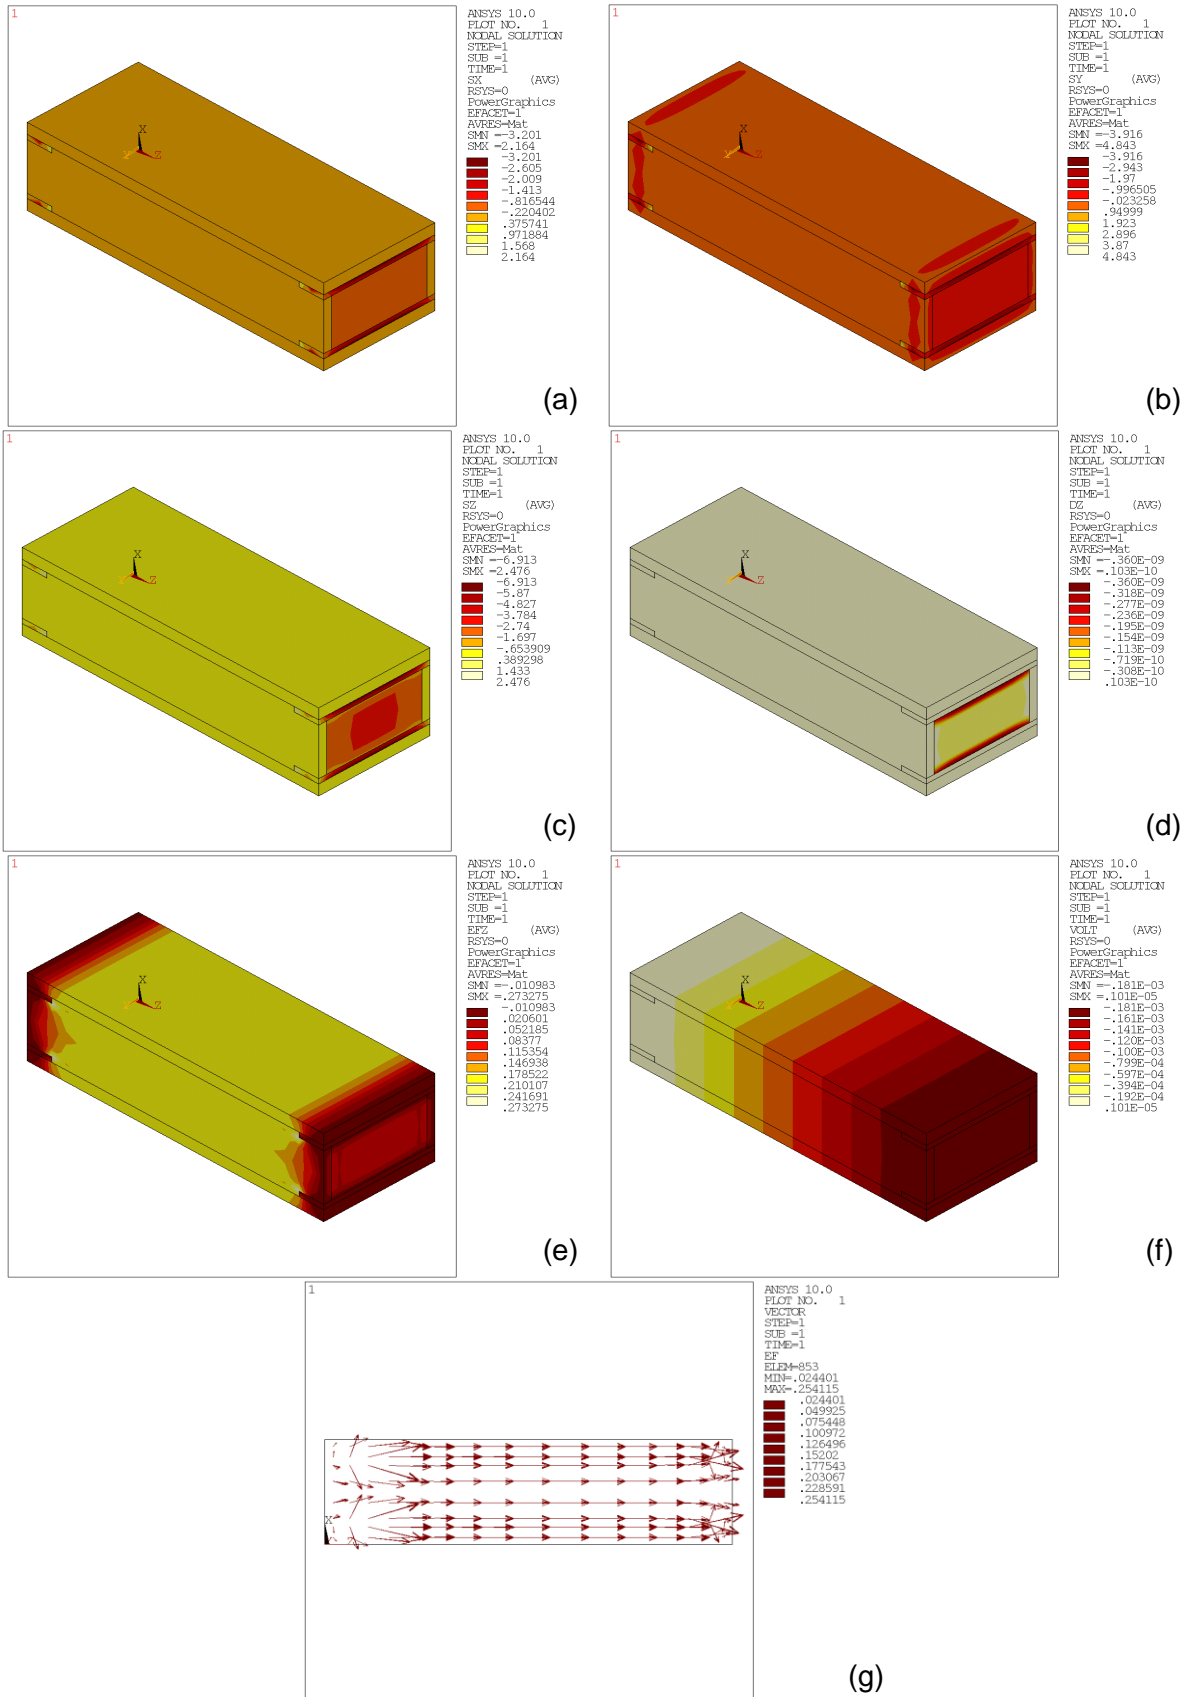 1
ANSYS 10.0
PLOT NO. 1
NODAL SOLUTION
STEP=1
SUB =1
TIME=1
SX (AVG)
RSYS=0
PowerGraphics
EFACET=1
AVRES=Mat
SMN =-3.201
SMX =2.164
-3.201
-2.605
-2.009
-1.413
-.816544
-.220402
.375741
.971884
1.568
2.164
X
Y
Z
(a)
1
ANSYS 10.0
PLOT NO. 1
NODAL SOLUTION
STEP=1
SUB =1
TIME=1
SY (AVG)
RSYS=0
PowerGraphics
EFACET=1
AVRES=Mat
SMN =-3.916
SMX =4.843
-3.916
-2.943
-1.97
-.996505
-.023258
.94999
1.923
2.896
3.87
4.843
X
Y
Z
(b)
1
ANSYS 10.0
PLOT NO. 1
NODAL SOLUTION
STEP=1
SUB =1
TIME=1
SZ (AVG)
RSYS=0
PowerGraphics
EFACET=1
AVRES=Mat
SMN =-6.913
SMX =2.476
-6.913
-5.87
-4.827
-3.784
-2.74
-1.697
-.653909
.389298
1.433
2.476
X
Y
Z
(c)
1
ANSYS 10.0
PLOT NO. 1
NODAL SOLUTION
STEP=1
SUB =1
TIME=1
DZ (AVG)
RSYS=0
PowerGraphics
EFACET=1
AVRES=Mat
SMN =-.360E-09
SMX =.103E-10
-.360E-09
-.318E-09
-.277E-09
-.236E-09
-.195E-09
-.154E-09
-.113E-09
-.719E-10
-.308E-10
.103E-10
X
Y
Z
(d)
1
ANSYS 10.0
PLOT NO. 1
NODAL SOLUTION
STEP=1
SUB =1
TIME=1
EFZ (AVG)
RSYS=0
PowerGraphics
EFACET=1
AVRES=Mat
SMN =-.010983
SMX =.273275
-.010983
.020601
.052185
.08377
.115354
.146938
.178522
.210107
.241691
.273275
X
Y
Z
(e)
1
ANSYS 10.0
PLOT NO. 1
NODAL SOLUTION
STEP=1
SUB =1
TIME=1
VOLT (AVG)
RSYS=0
PowerGraphics
EFACET=1
AVRES=Mat
SMN =-.181E-03
SMX =.101E-05
-.181E-03
-.161E-03
-.141E-03
-.120E-03
-.100E-03
-.799E-04
-.597E-04
-.394E-04
-.192E-04
.101E-05
X
Y
Z
(f)
1
ANSYS 10.0
PLOT NO. 1
VECTOR
STEP=1
SUB =1
TIME=1
EF
ELEM=853
MIN=.024401
MAX=.254115
.024401
.049925
.075448
.100972
.126496
.15202
.177543
.203067
.228591
.254115
X
(g)